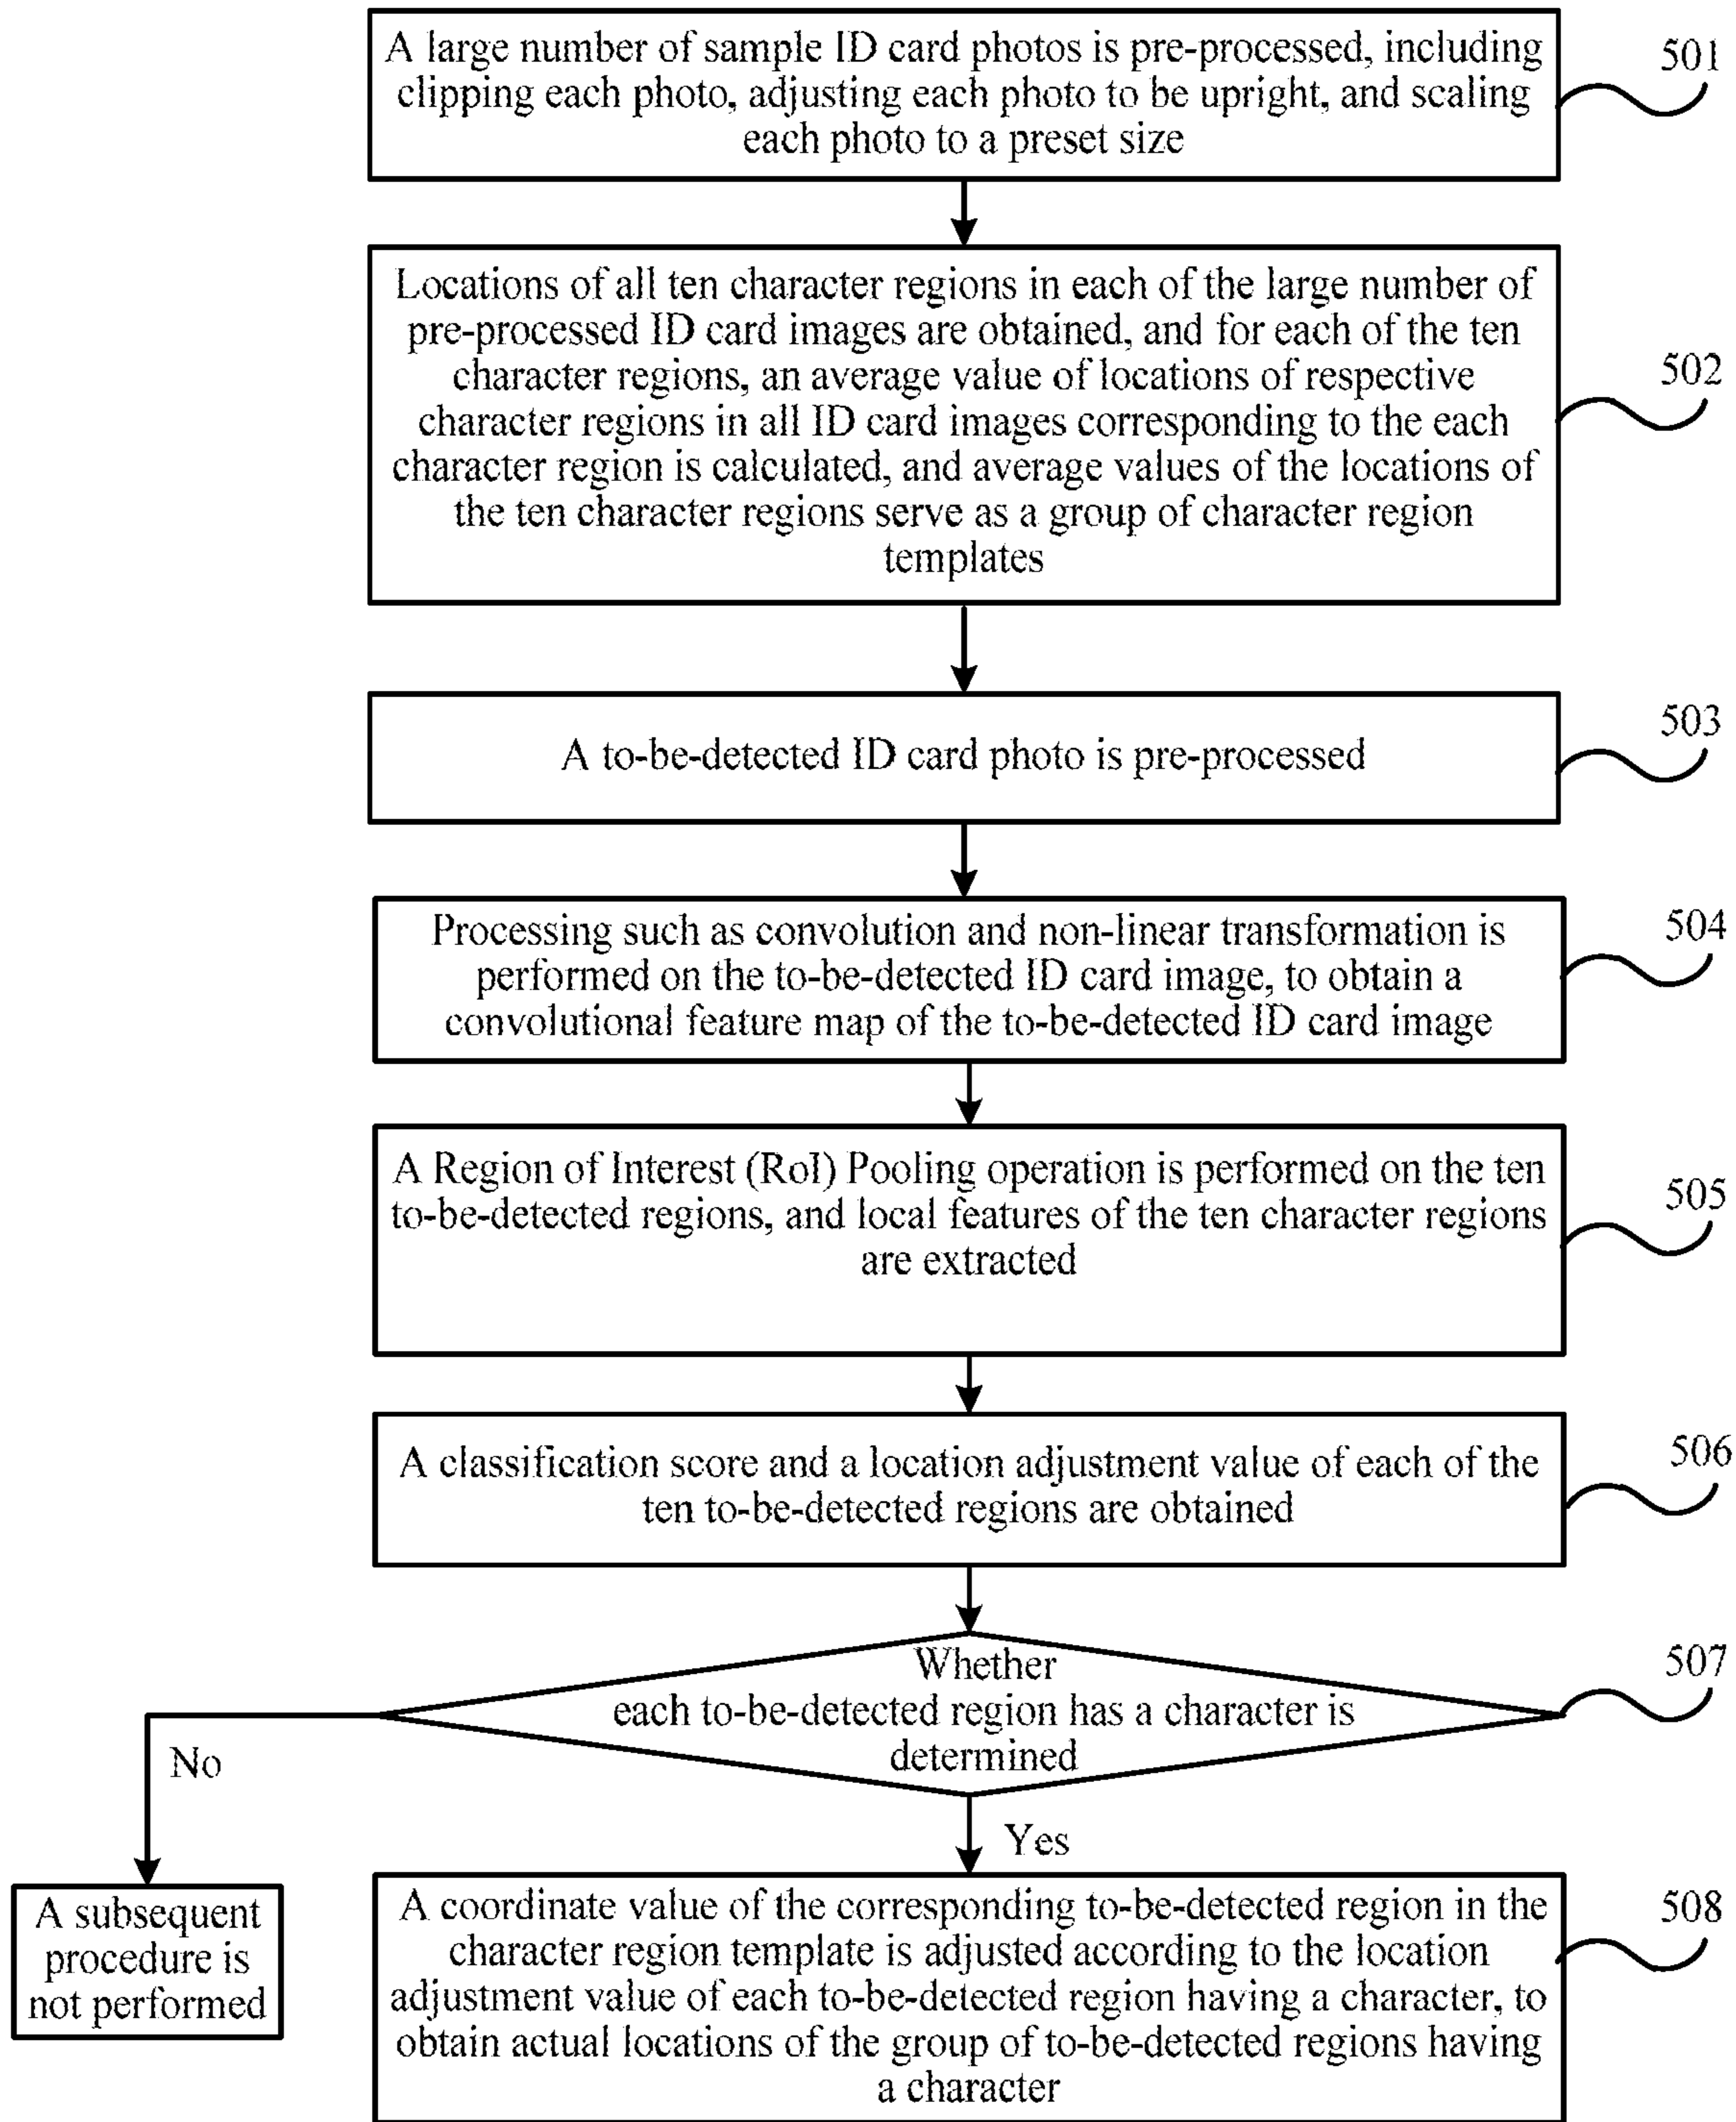 A large number of sample ID card photos is pre-processed, including
clipping each photo, adjusting each photo to be upright, and scaling
each photo to a preset size
501
Locations of all ten character regions in each of the large number of
pre-processed ID card images are obtained, and for each of the ten
character regions, an average value of locations of respective
character regions in all ID card images corresponding to the each
character region is calculated, and average values of the locations of
the ten character regions serve as a group of character region
templates
502
A to-be-detected ID card photo is pre-processed
503
Processing such as convolution and non-linear transformation is
performed on the to-be-detected ID card image, to obtain a
convolutional feature map of the to-be-detected ID card image
504
A Region of Interest (RoI) Pooling operation is performed on the ten
to-be-detected regions, and local features of the ten character regions
are extracted
505
A classification score and a location adjustment value of each of the
ten to-be-detected regions are obtained
506
Whether
each to-be-detected region has a character is
determined
507
No
Yes
A subsequent
procedure is
not performed
A coordinate value of the corresponding to-be-detected region in the
character region template is adjusted according to the location
adjustment value of each to-be-detected region having a character, to
obtain actual locations of the group of to-be-detected regions having
a character
508